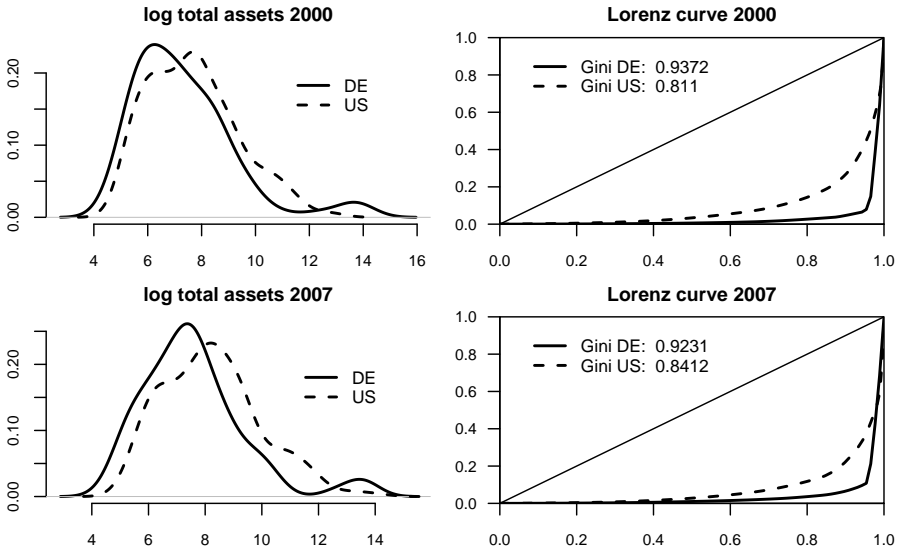 log total assets 2000
0.00 0.10 0.20
DE
US
4 6 8 10 12 14 16
Lorenz curve 2000
1.0
0.8
0.6
0.4
0.2
0.0
Gini DE: 0.9372
Gini US: 0.811
0.0 0.2 0.4 0.6 0.8 1.0
log total assets 2007
0.00 0.10 0.20
DE
US
4 6 8 10 12 14
Lorenz curve 2007
1.0
0.8
0.6
0.4
0.2
0.0
Gini DE: 0.9231
Gini US: 0.8412
0.0 0.2 0.4 0.6 0.8 1.0